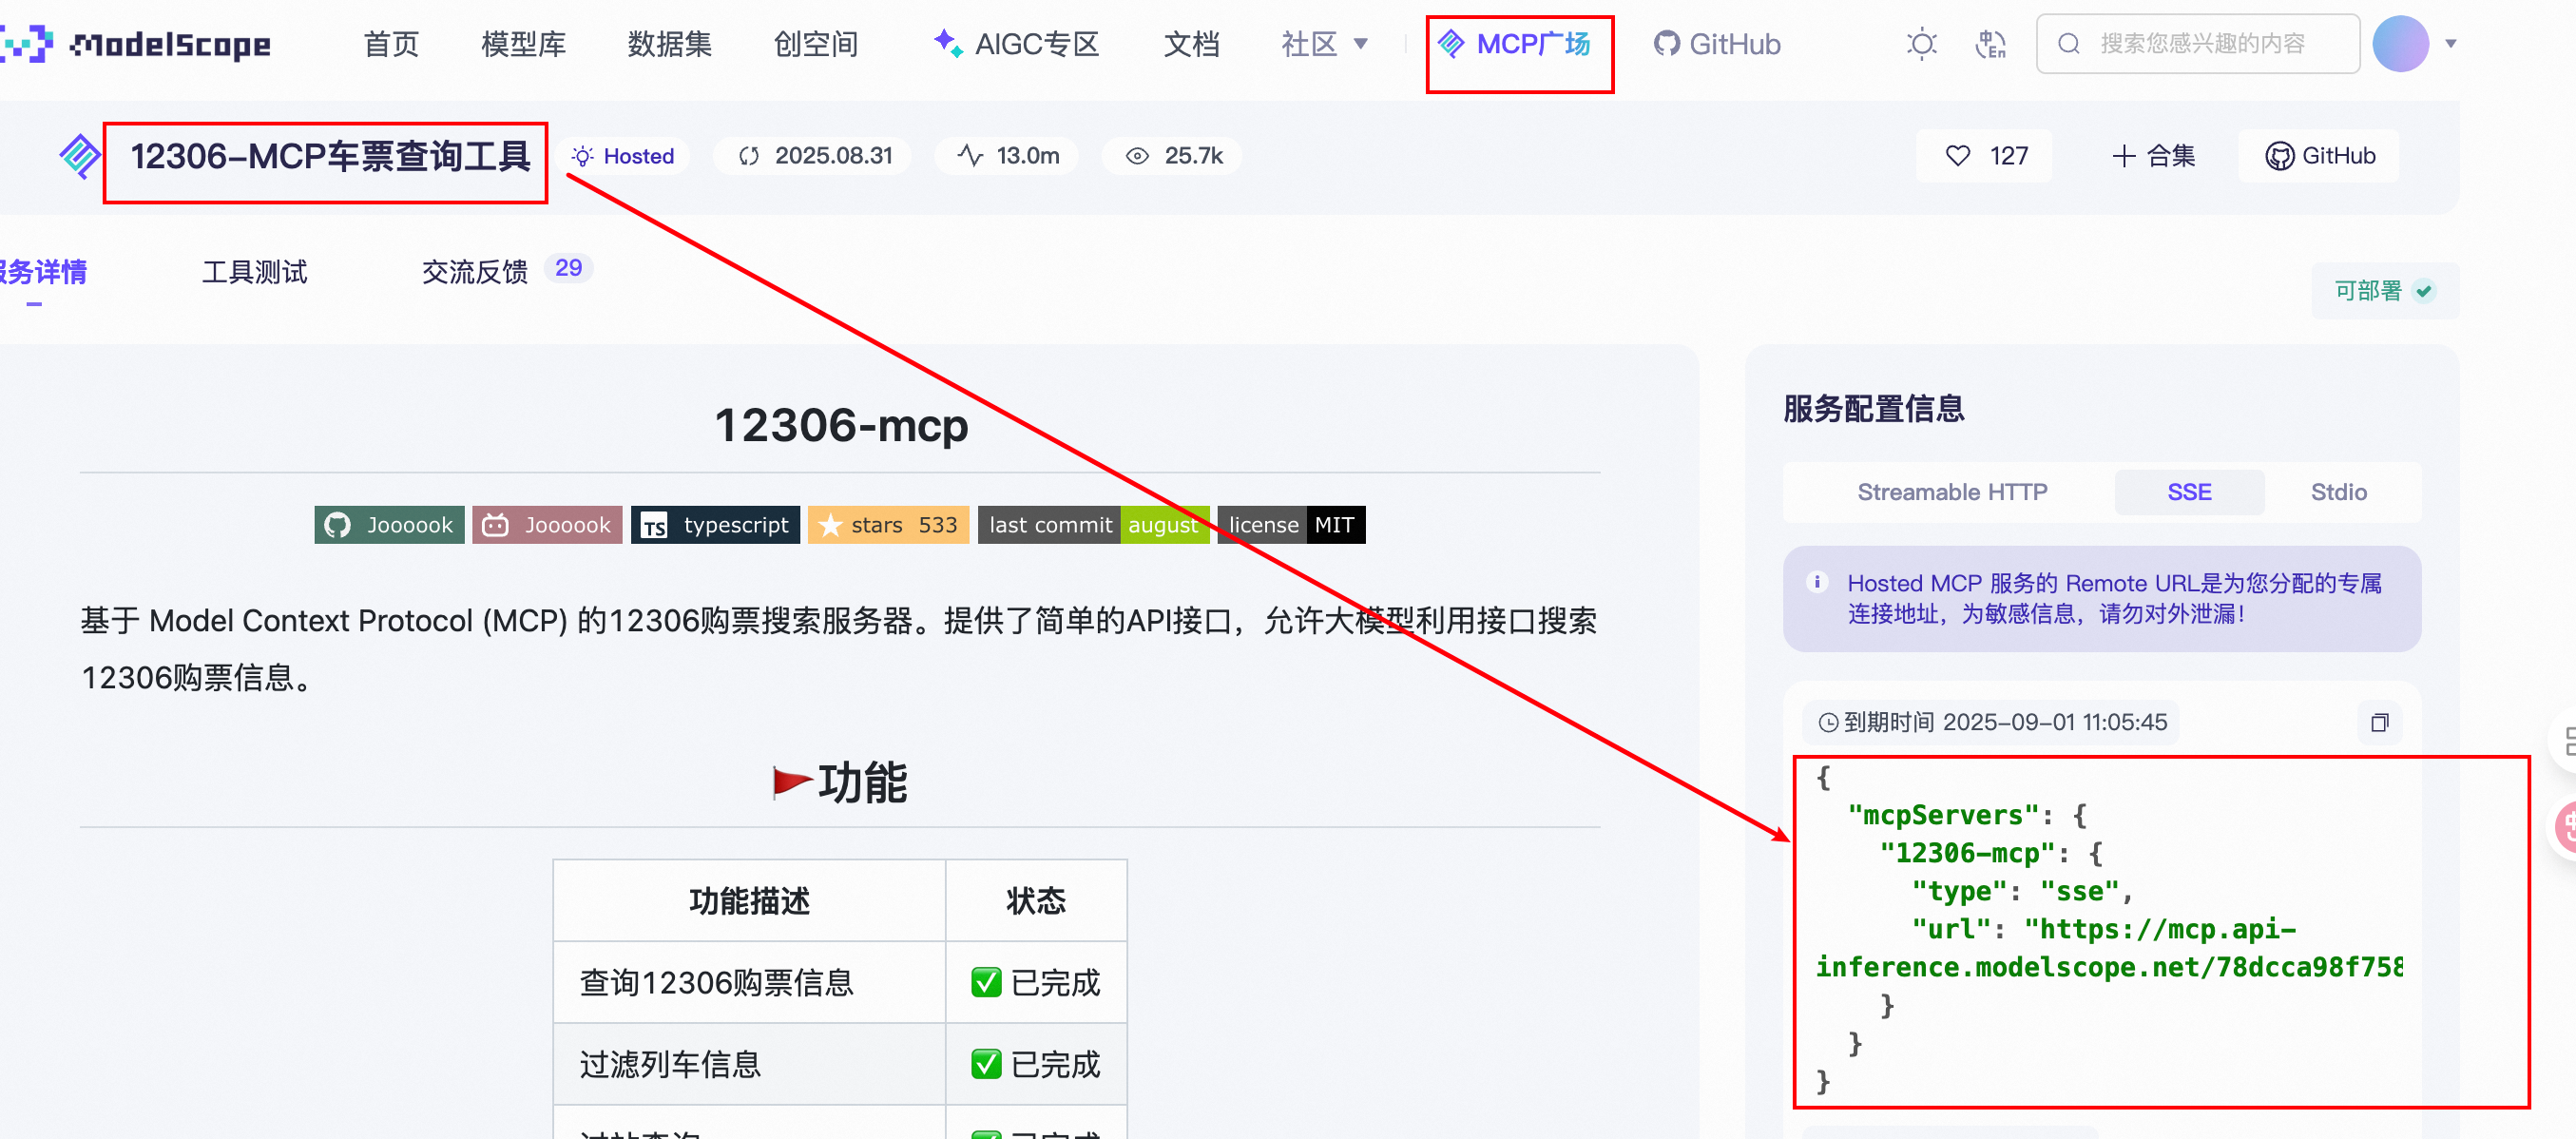 ModelScope
首页
模型库
数据集
创空间
AIGC专区
文档
社区
MCP广场
GitHub
搜索您感兴趣的内容
12306-MCP车票查询工具
Hosted
2025.08.31
13.0m
25.7k
127
合集
GitHub
服务详情
工具测试
交流反馈 29
可部署
12306-mcp
Joooook
Joooook
TS typescript
stars 533
last commit august
license MIT
基于 Model Context Protocol (MCP) 的12306购票搜索服务器。提供了简单的API接口，允许大模型利用接口搜索
12306购票信息。
功能
功能描述 状态
查询12306购票信息 已完成
过滤列车信息 已完成
过站查询 已完成
服务配置信息
Streamable HTTP
SSE
Stdio
Hosted MCP 服务的 Remote URL是为您分配的专属
连接地址，为敏感信息，请勿对外泄漏！
到期时间 2025-09-01 11:05:45
{
"mcpServers": {
"12306-mcp": {
"type": "sse",
"url": "https://mcp.api-
inference.modelscope.net/78dcca98f758
}
}
}